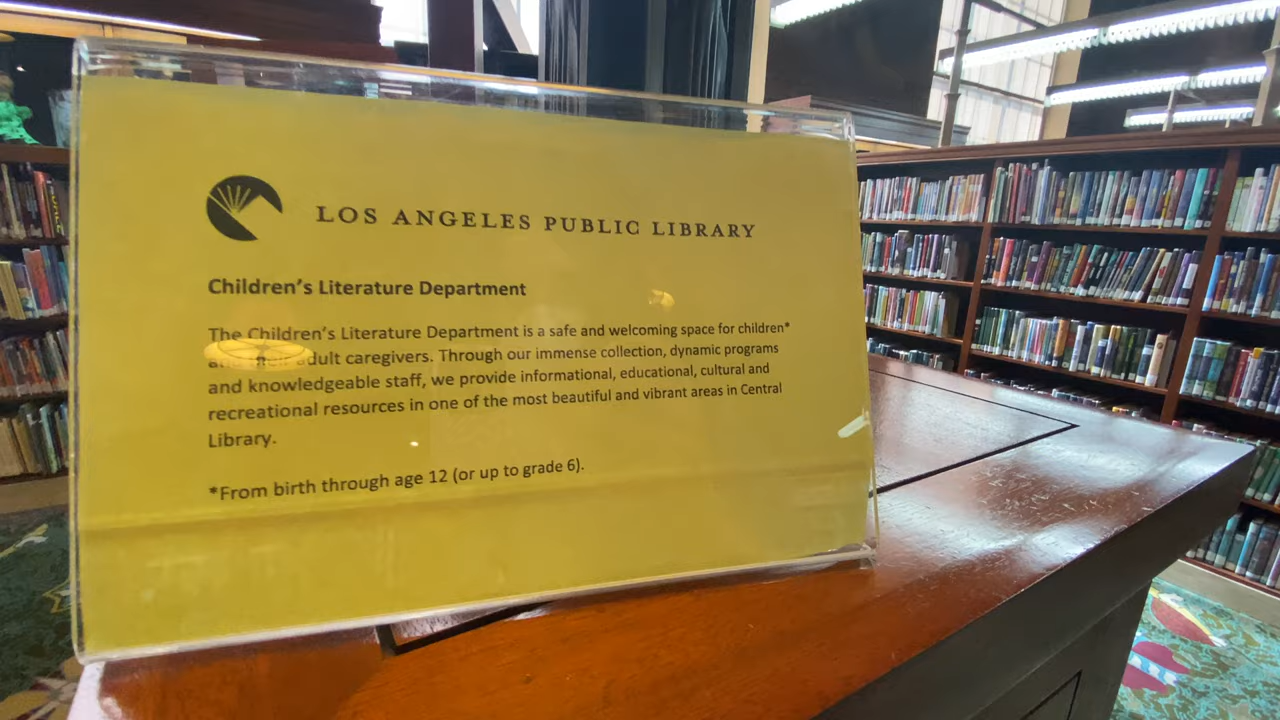 LOS ANGELES PUBLIC LIBRARY
Children's Literature Department
The Children's Literature Department is a safe and welcoming space for children*
and their adult caregivers. Through our immense collection, dynamic programs
and knowledgeable staff, we provide informational, educational, cultural and
recreational resources in one of the most beautiful and vibrant areas in Central
Library.
*From birth through age 12 (or up to grade 6).